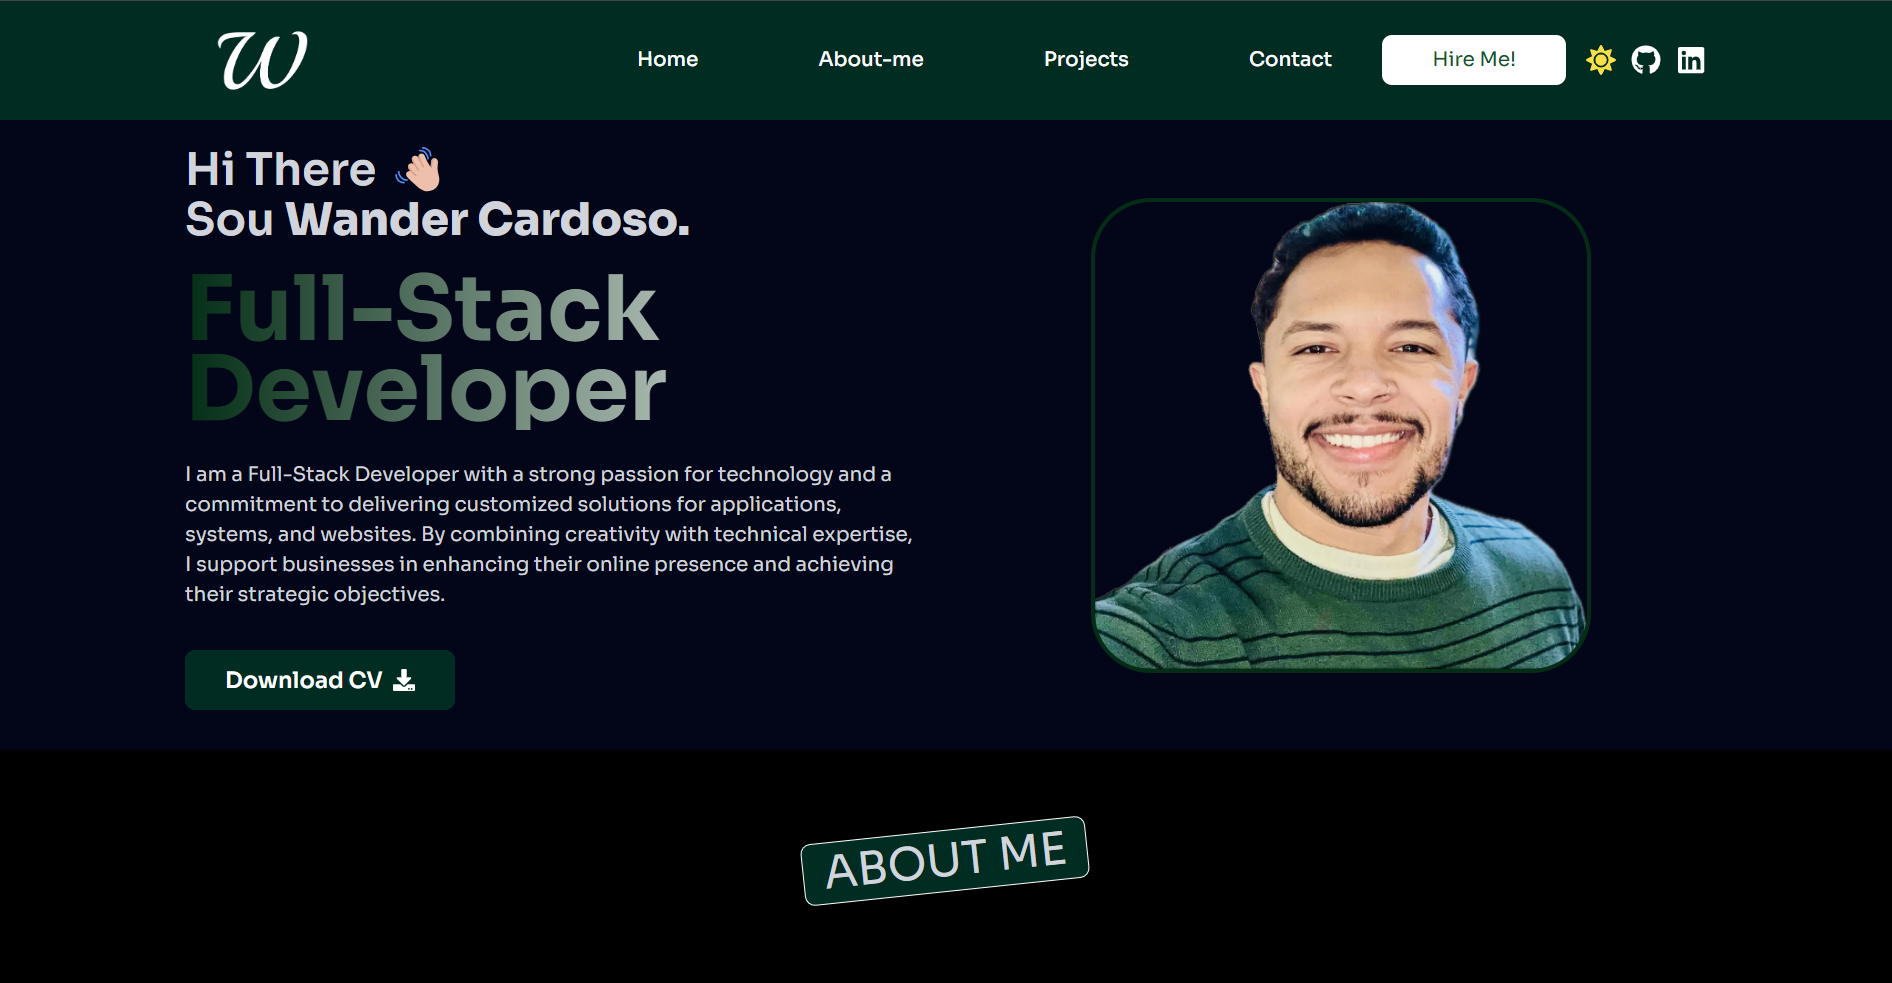 W
Home About-me Projects Contact Hire Me!
Hi There
Sou Wander Cardoso.
Full-Stack
Developer
I am a Full-Stack Developer with a strong passion for technology and a
commitment to delivering customized solutions for applications,
systems, and websites. By combining creativity with technical expertise,
I support businesses in enhancing their online presence and achieving
their strategic objectives.
Download CV
ABOUT ME